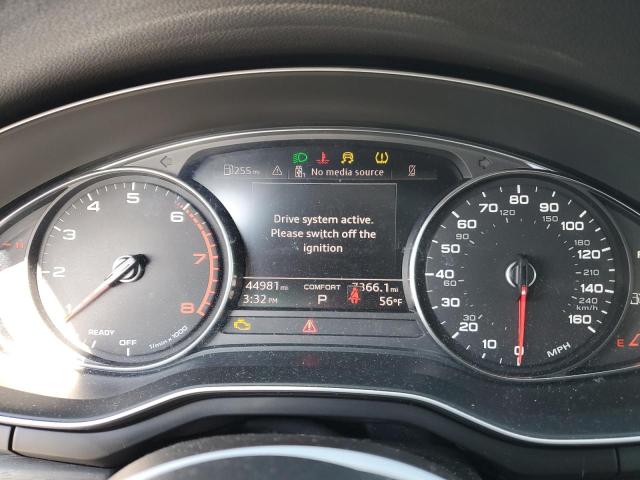 255 mi No media source
Drive system active.
Please switch off the
ignition
44981 mi COMFORT 7366.1 mi
3:32 PM P 56°F
1 2 3 4 5 6 7 8
READY OFF
1/min x 1000
0 10 20 30 40 50 60 70 80 90 100 120 140 160
30 60 90 120 150 180 210 240
km/h
MPH
E